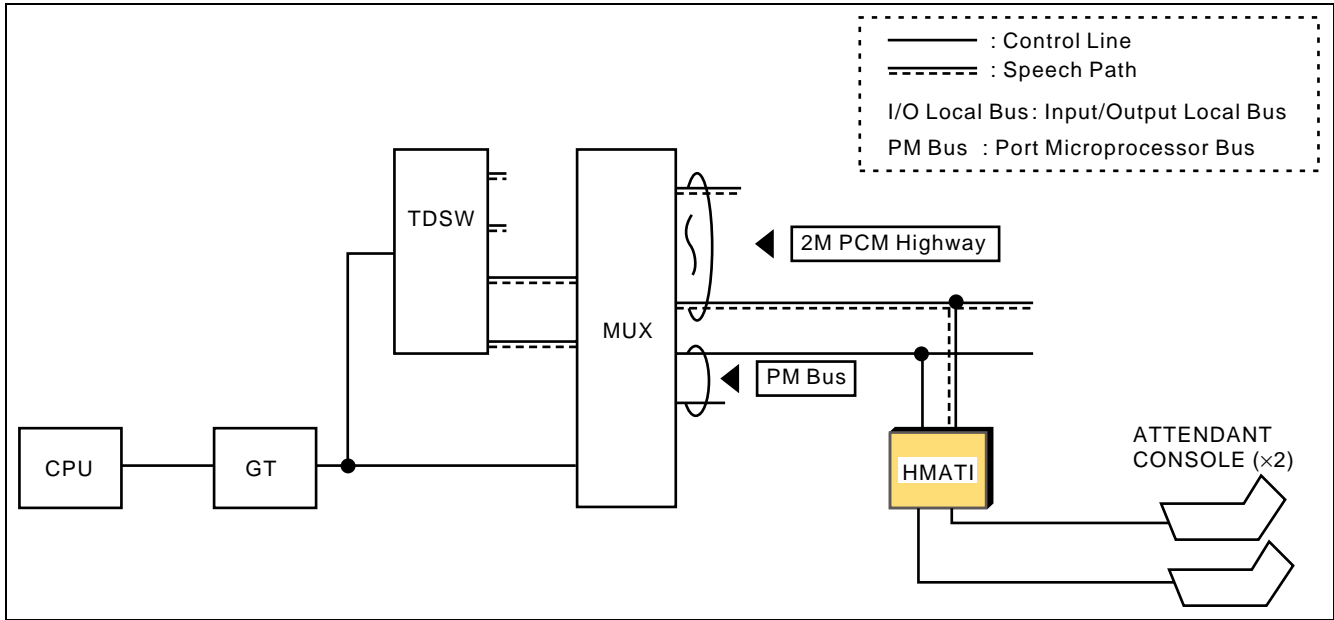 : Control Line
: Speech Path
I/O Local Bus: Input/Output Local Bus
PM Bus : Port Microprocessor Bus
TDSW
2M PCM Highway
MUX
PM Bus
CPU
GT
HMATI
ATTENDANT
CONSOLE (×2)